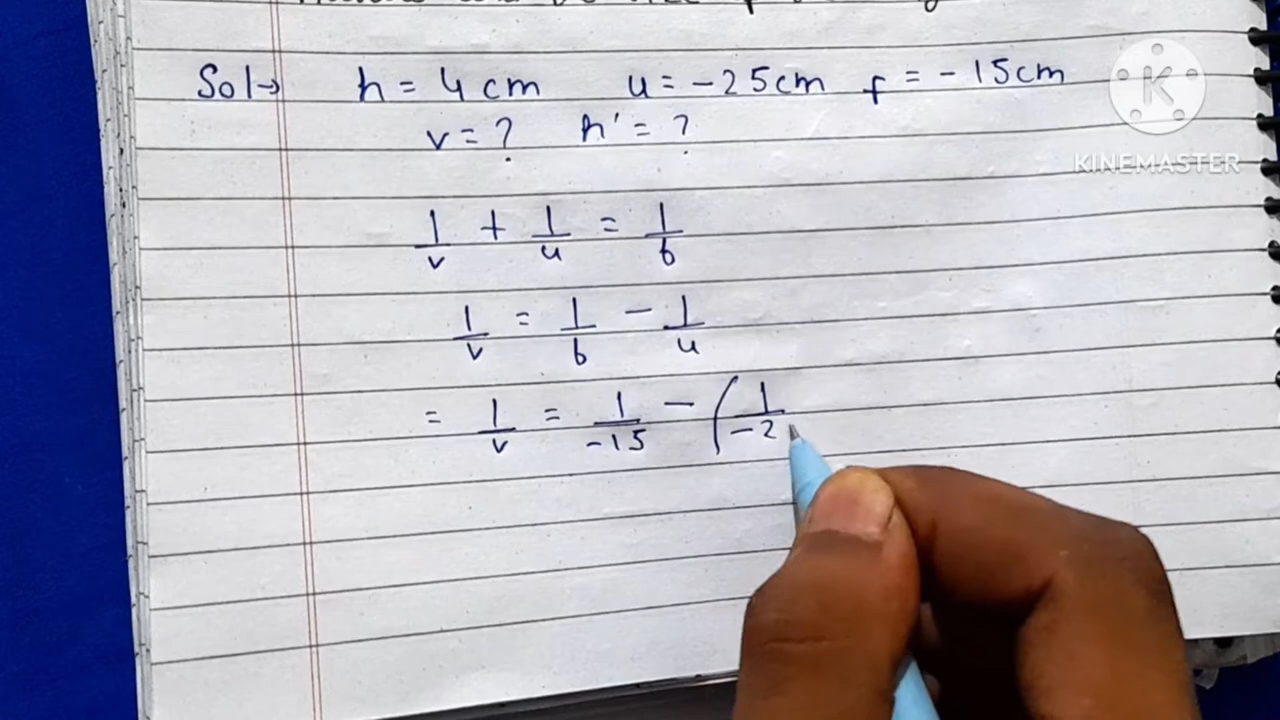 Sol→ h = 4 cm u = -25cm f = -15cm
v = ? h' = ?
1/v + 1/u = 1/f
1/v = 1/f - 1/u
= 1/v = 1/-15 - (1/-2
K
KINEMASTER